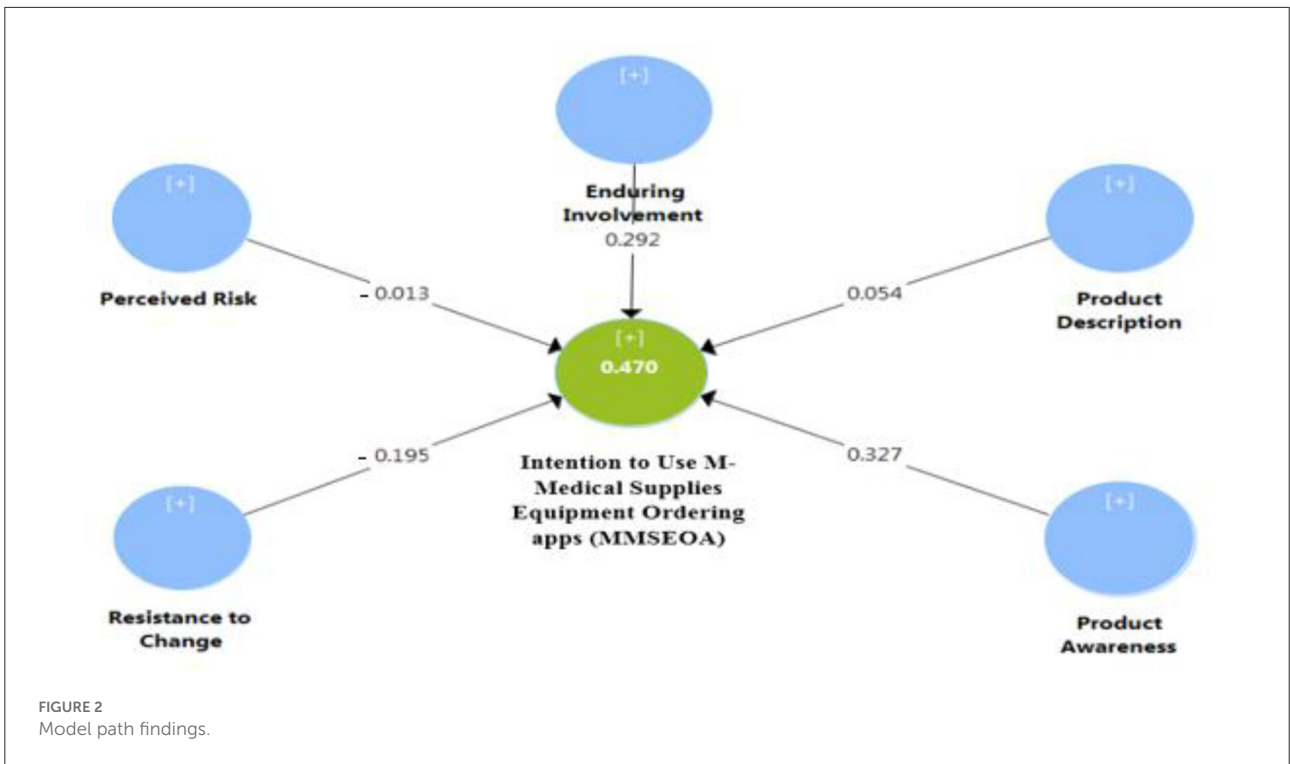 [+]
Enduring
Involvement
0.292
[+]
Perceived Risk
- 0.013
[+]
Product
Description
0.054
[+]
0.470
Intention to Use M-
Medical Supplies
Equipment Ordering
apps (MMSEOA)
[+]
Resistance to
Change
- 0.195
[+]
Product
Awareness
0.327
FIGURE 2
Model path findings.